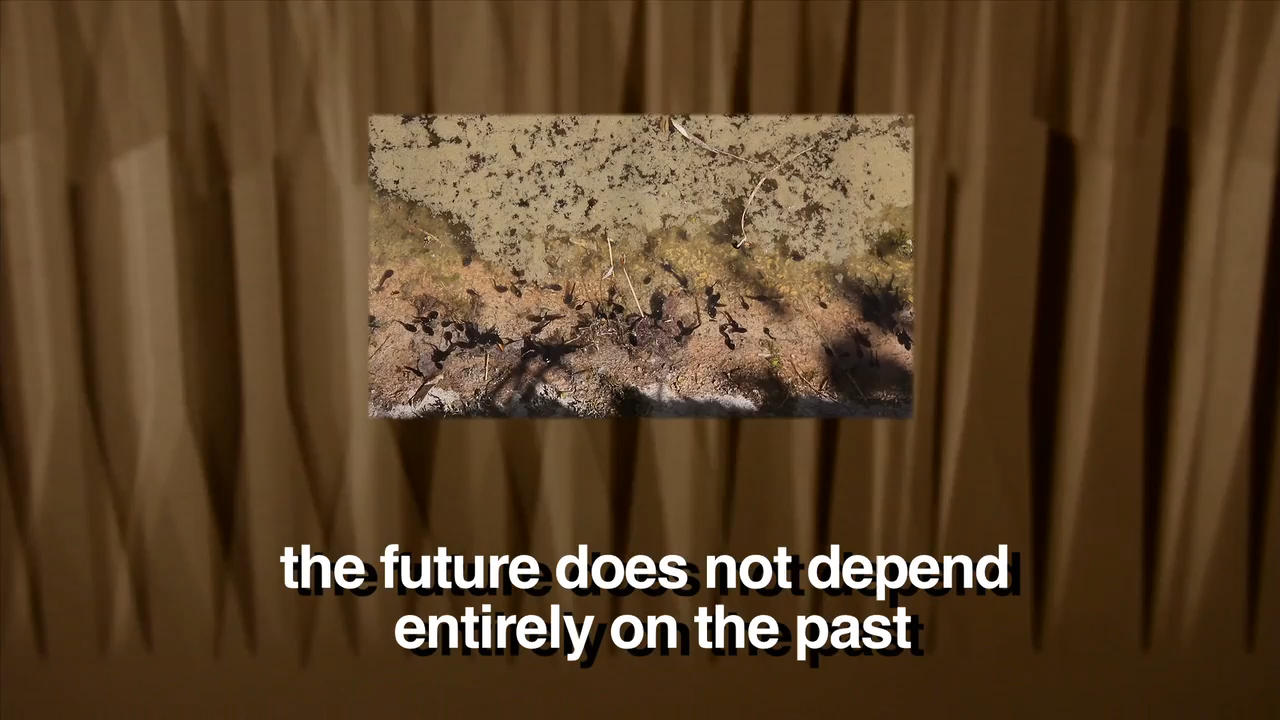 the future does not depend
entirely on the past